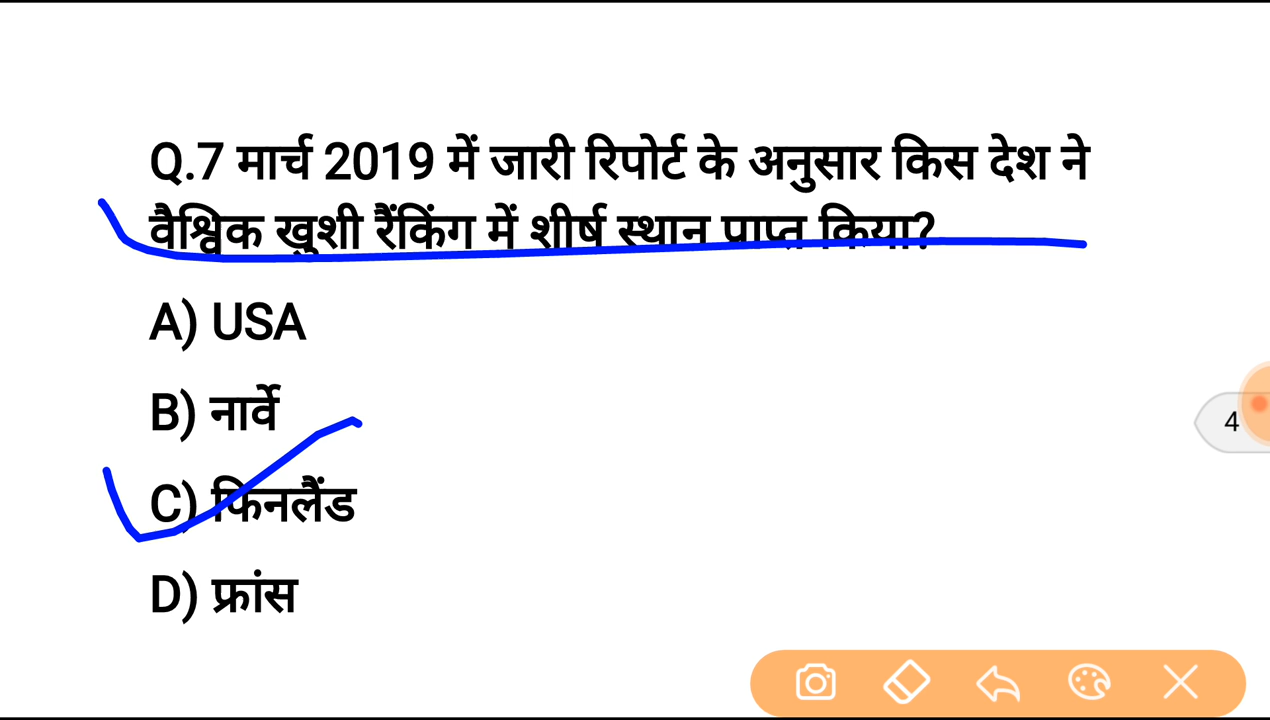 Q.7 मार्च 2019 में जारी रिपोर्ट के अनुसार किस देश ने
वैश्विक खुशी रैंकिंग में शीर्ष स्थान प्राप्त किया?
A) USA
B) नार्वे
4
C) फिनलैंड
D) फ्रांस